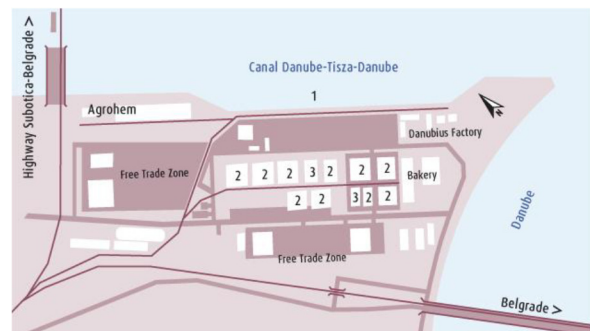 Highway Subotica-Belgrade >
Canal Danube-Tisza-Danube
1
Agrohem
N
Danubius Factory
Free Trade Zone
2 2 2 3 2 2 2
Bakery
2 2 3 2 2
Danube
Free Trade Zone
Belgrade >